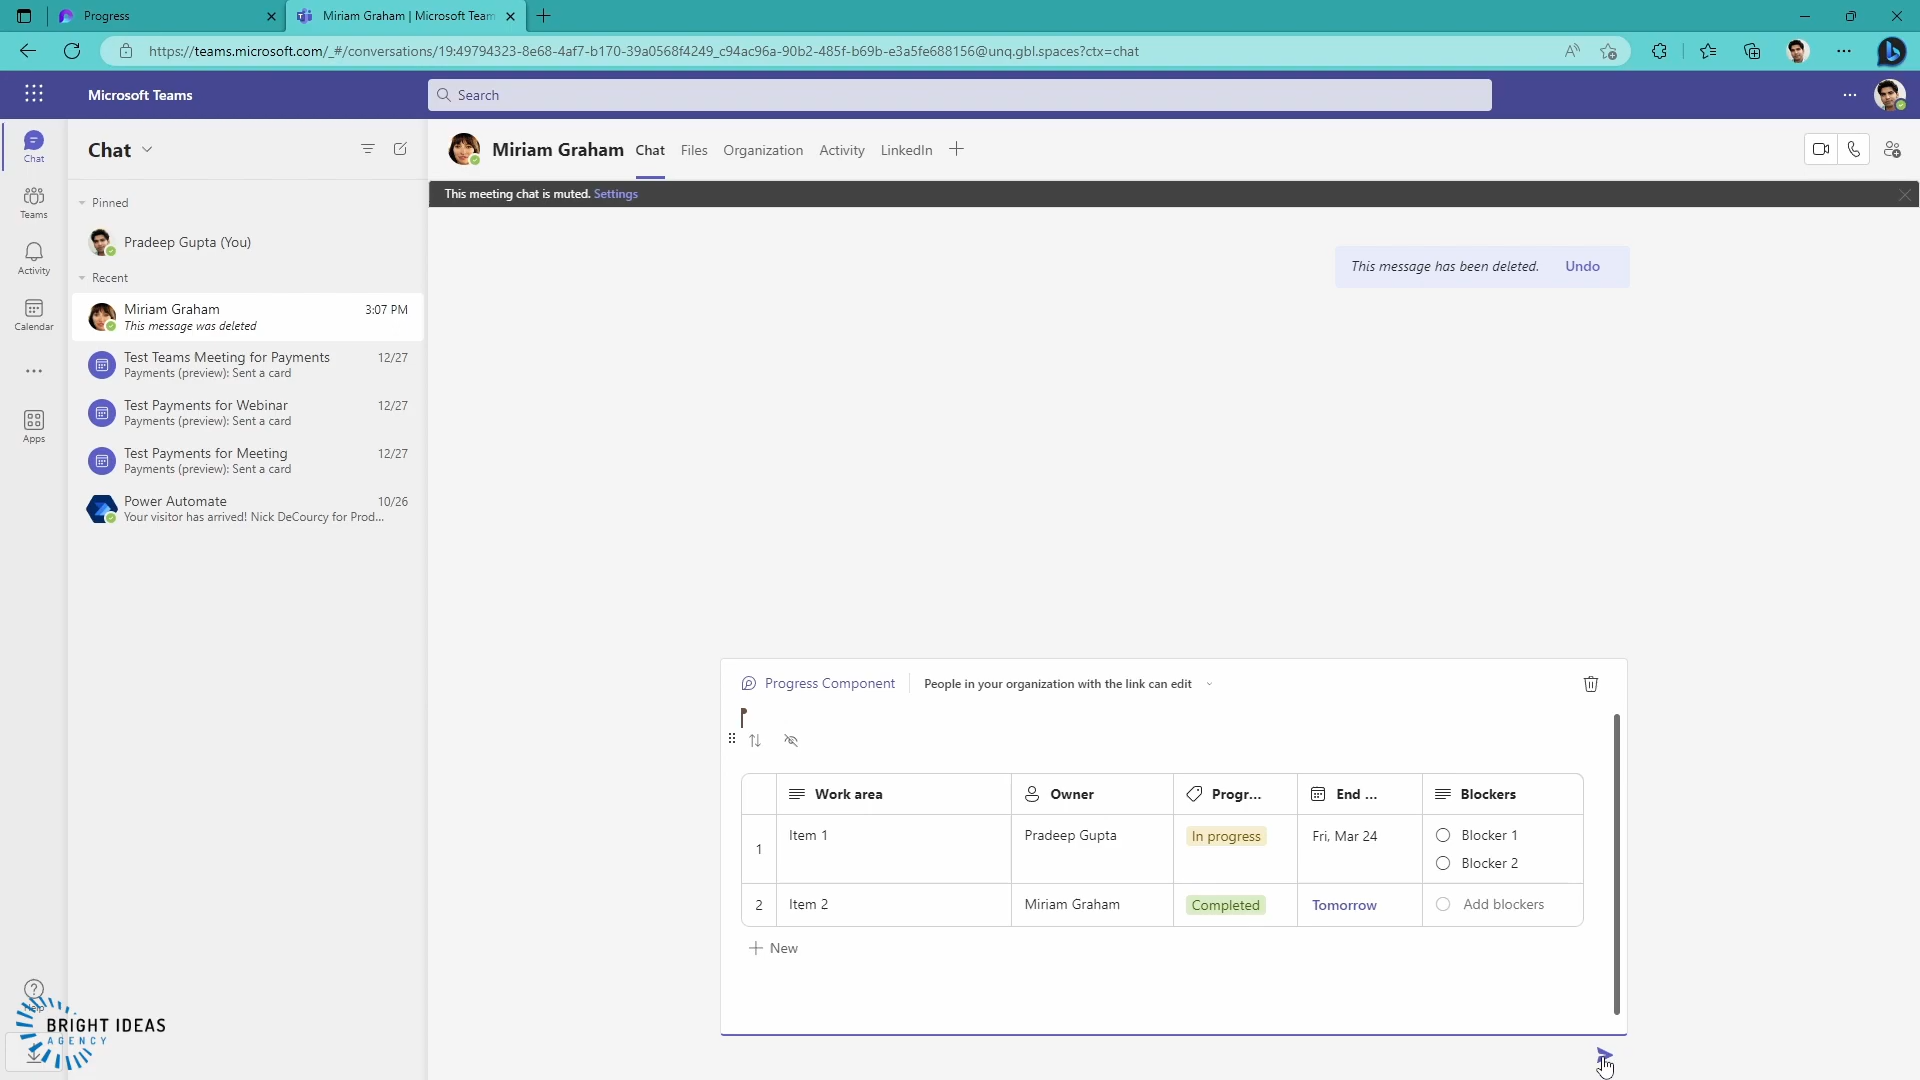 Progress
Miriam Graham | Microsoft Team
https://teams.microsoft.com/_#/conversations/19:49794323-8e68-4af7-b170-39a0568f4249_c94ac96a-90b2-485f-b69b-e3a5fe688156@unq.gbl.spaces?ctx=chat
Microsoft Teams
Search
Chat
Teams
Activity
Calendar
Apps
Help
Chat
Pinned
Pradeep Gupta (You)
Recent
Miriam Graham 3:07 PM
This message was deleted
Test Teams Meeting for Payments 12/27
Payments (preview): Sent a card
Test Payments for Webinar 12/27
Payments (preview): Sent a card
Test Payments for Meeting 12/27
Payments (preview): Sent a card
Power Automate 10/26
Your visitor has arrived! Nick DeCourcy for Prod...
Miriam Graham Chat Files Organization Activity LinkedIn
This meeting chat is muted. Settings
This message has been deleted. Undo
Progress Component People in your organization with the link can edit
Work area Owner Progr... End ... Blockers
1 Item 1 Pradeep Gupta In progress Fri, Mar 24 Blocker 1
Blocker 2
2 Item 2 Miriam Graham Completed Tomorrow Add blockers
New
BRIGHT IDEAS
AGENCY